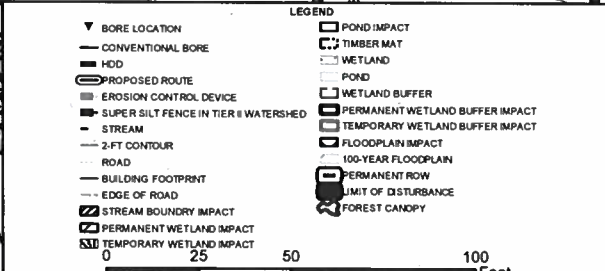 LEGEND
BORE LOCATION
CONVENTIONAL BORE
HDD
PROPOSED ROUTE
EROSION CONTROL DEVICE
SUPER SILT FENCE IN TIER II WATERSHED
STREAM
2-FT CONTOUR
ROAD
BUILDING FOOTPRINT
EDGE OF ROAD
STREAM BOUNDRY IMPACT
PERMANENT WETLAND IMPACT
TEMPORARY WETLAND IMPACT
POND IMPACT
TIMBER MAT
WETLAND
POND
WETLAND BUFFER
PERMANENT WETLAND BUFFER IMPACT
TEMPORARY WETLAND BUFFER IMPACT
FLOODPLAIN IMPACT
100-YEAR FLOODPLAIN
PERMANENT ROW
LIMIT OF DISTURBANCE
FOREST CANOPY
0 25 50 100
Feet